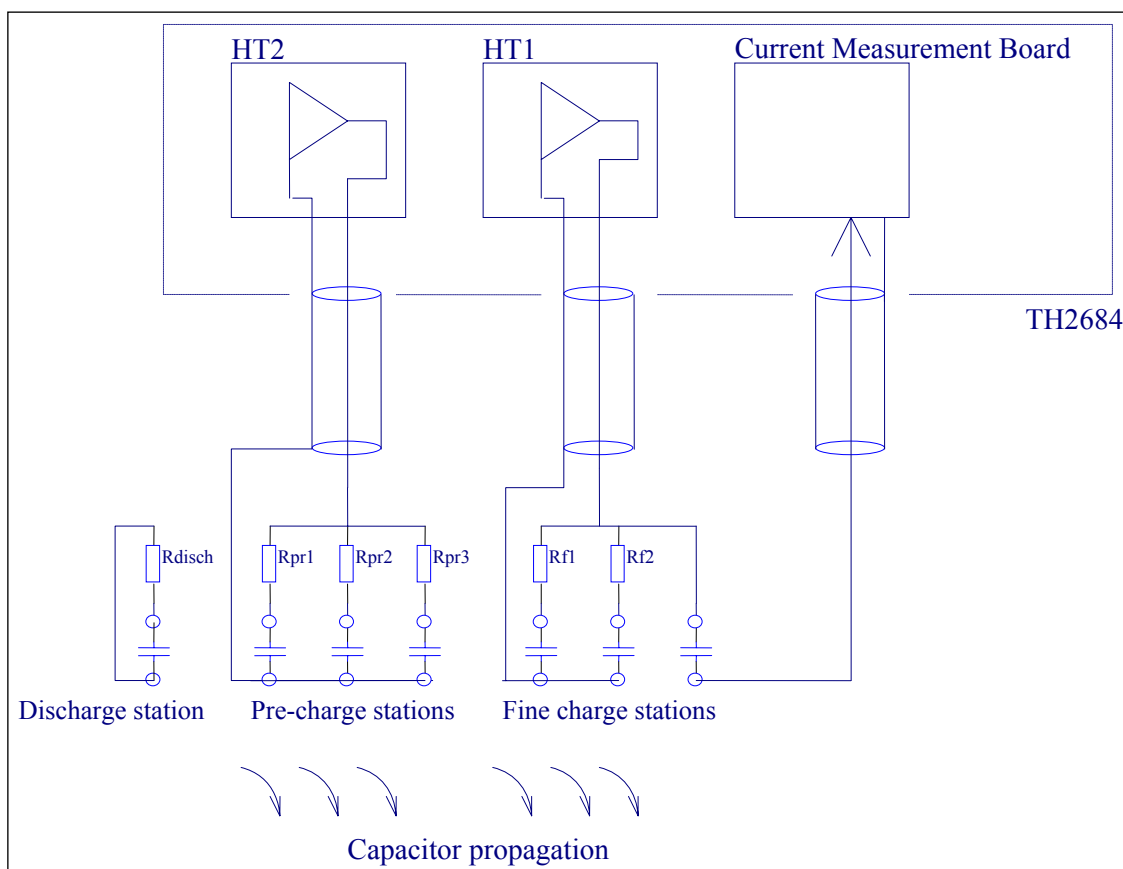 HT2
HT1
Current Measurement Board
TH2684
Rdisch
Rpr1
Rpr2
Rpr3
Rf1
Rf2
Discharge station
Pre-charge stations
Fine charge stations
Capacitor propagation